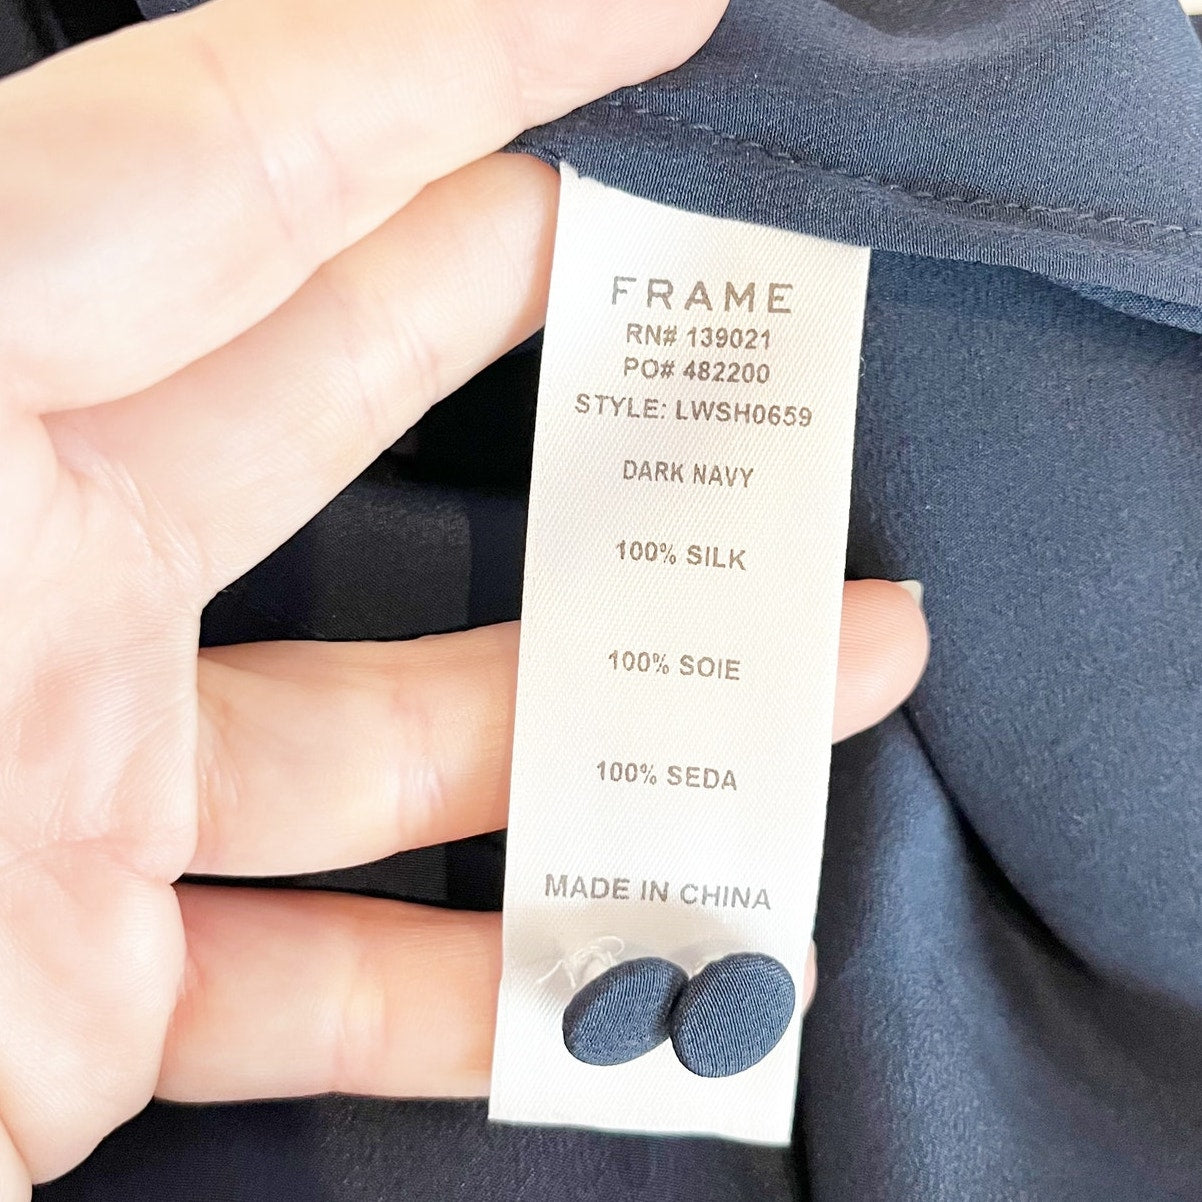 FRAME
RN# 139021
PO# 482200
STYLE: LWSH0659
DARK NAVY
100% SILK
100% SOIE
100% SEDA
MADE IN CHINA